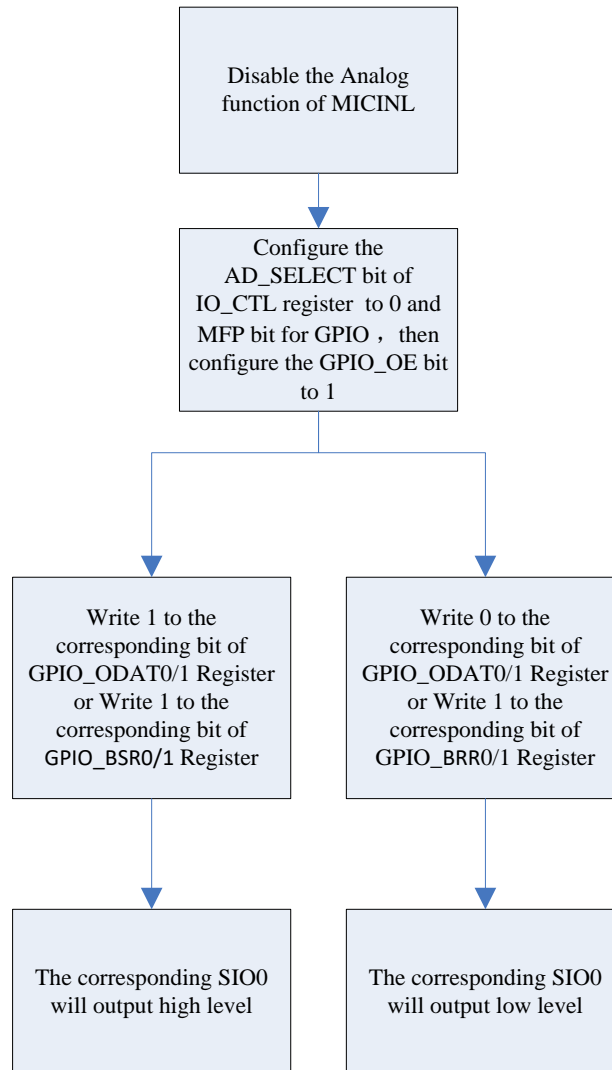 Disable the Analog
function of MICINL
Configure the
AD_SELECT bit of
IO_CTL register  to 0 and
MFP bit for GPIO ，then
configure the GPIO_OE bit
to 1
Write 1 to the
corresponding bit of
GPIO_ODAT0/1 Register
or Write 1 to the
corresponding bit of
GPIO_BSR0/1 Register
Write 0 to the
corresponding bit of
GPIO_ODAT0/1 Register
or Write 1 to the
corresponding bit of
GPIO_BRR0/1 Register
The corresponding SIO0
will output high level
The corresponding SIO0
will output low level